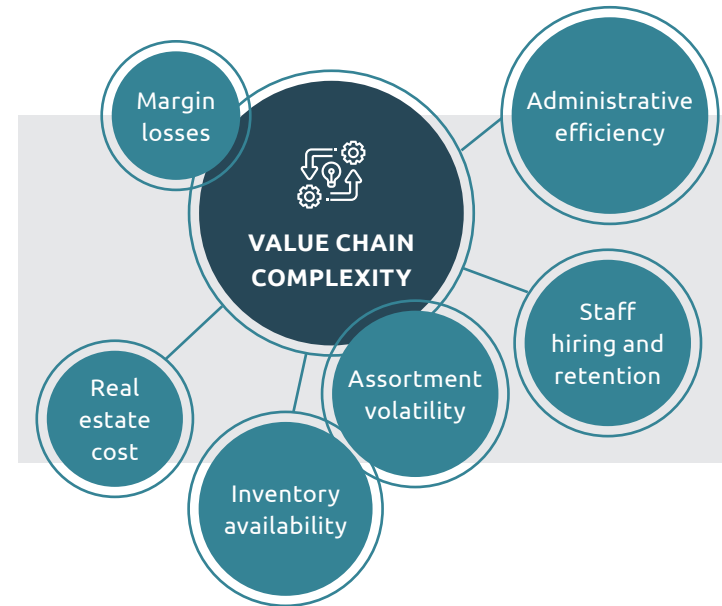 Margin
losses
Administrative
efficiency
VALUE CHAIN
COMPLEXITY
Staff
hiring and
retention
Assortment
volatility
Real
estate
cost
Inventory
availability